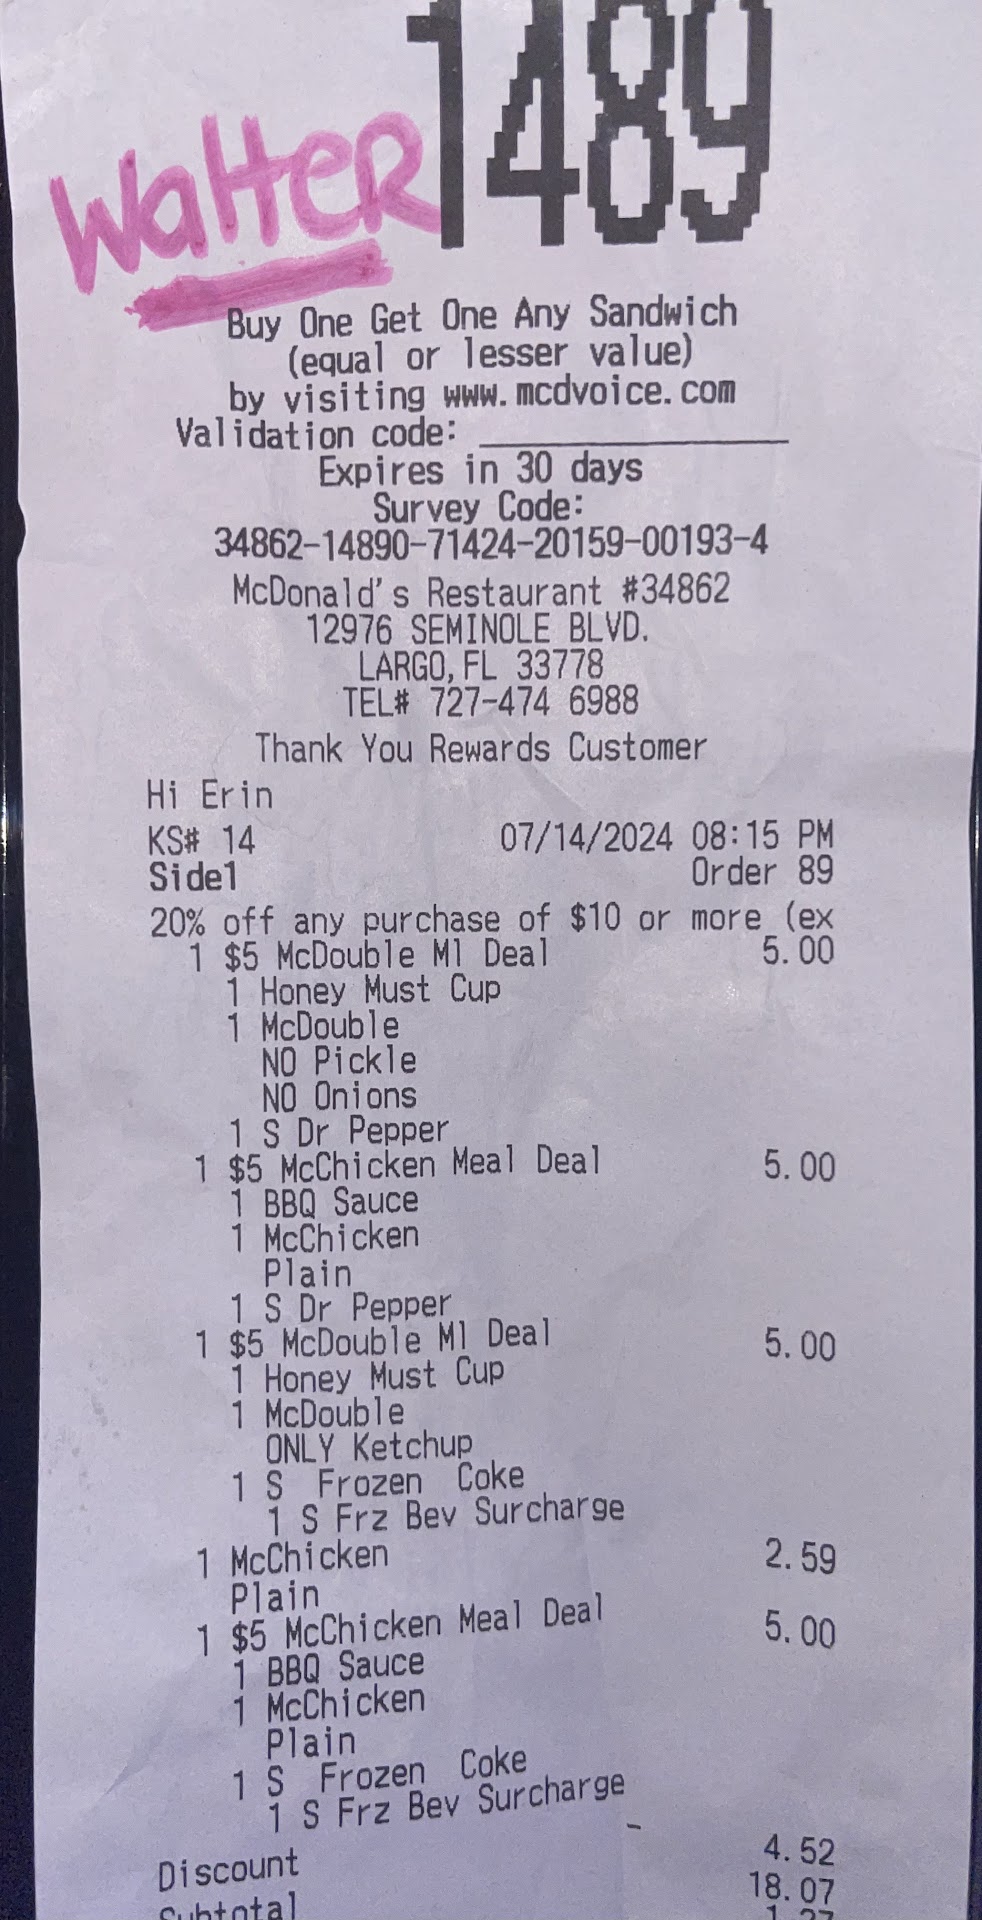 1489
WalteR
Buy One Get One Any Sandwich
(equal or lesser value)
by visiting www.mcdvoice.com
Validation code: ________________
Expires in 30 days
Survey Code:
34862-14890-71424-20159-00193-4
McDonald's Restaurant #34862
12976 SEMINOLE BLVD.
LARGO, FL 33778
TEL# 727-474 6988
Thank You Rewards Customer
Hi Erin
KS# 14 07/14/2024 08:15 PM
Side1 Order 89
20% off any purchase of $10 or more (ex
1 $5 McDouble Ml Deal 5.00
1 Honey Must Cup
1 McDouble
NO Pickle
NO Onions
1 S Dr Pepper
1 $5 McChicken Meal Deal 5.00
1 BBQ Sauce
1 McChicken
Plain
1 S Dr Pepper
1 $5 McDouble Ml Deal 5.00
1 Honey Must Cup
1 McDouble
ONLY Ketchup
1 S Frozen Coke
1 S Frz Bev Surcharge
1 McChicken 2.59
Plain
1 $5 McChicken Meal Deal 5.00
1 BBQ Sauce
1 McChicken
Plain
1 S Frozen Coke
1 S Frz Bev Surcharge
Discount - 4.52
Subtotal 18.07
1.27